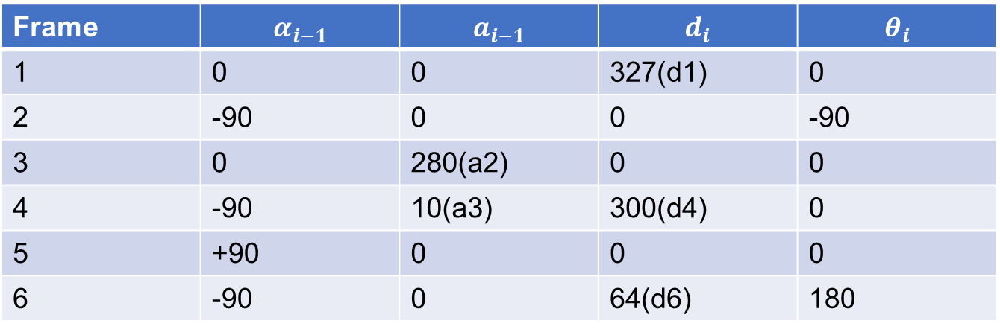 Frame α_{i−1} a_{i−1} d_i θ_i
1 0 0 327(d1) 0
2 -90 0 0 -90
3 0 280(a2) 0 0
4 -90 10(a3) 300(d4) 0
5 +90 0 0 0
6 -90 0 64(d6) 180